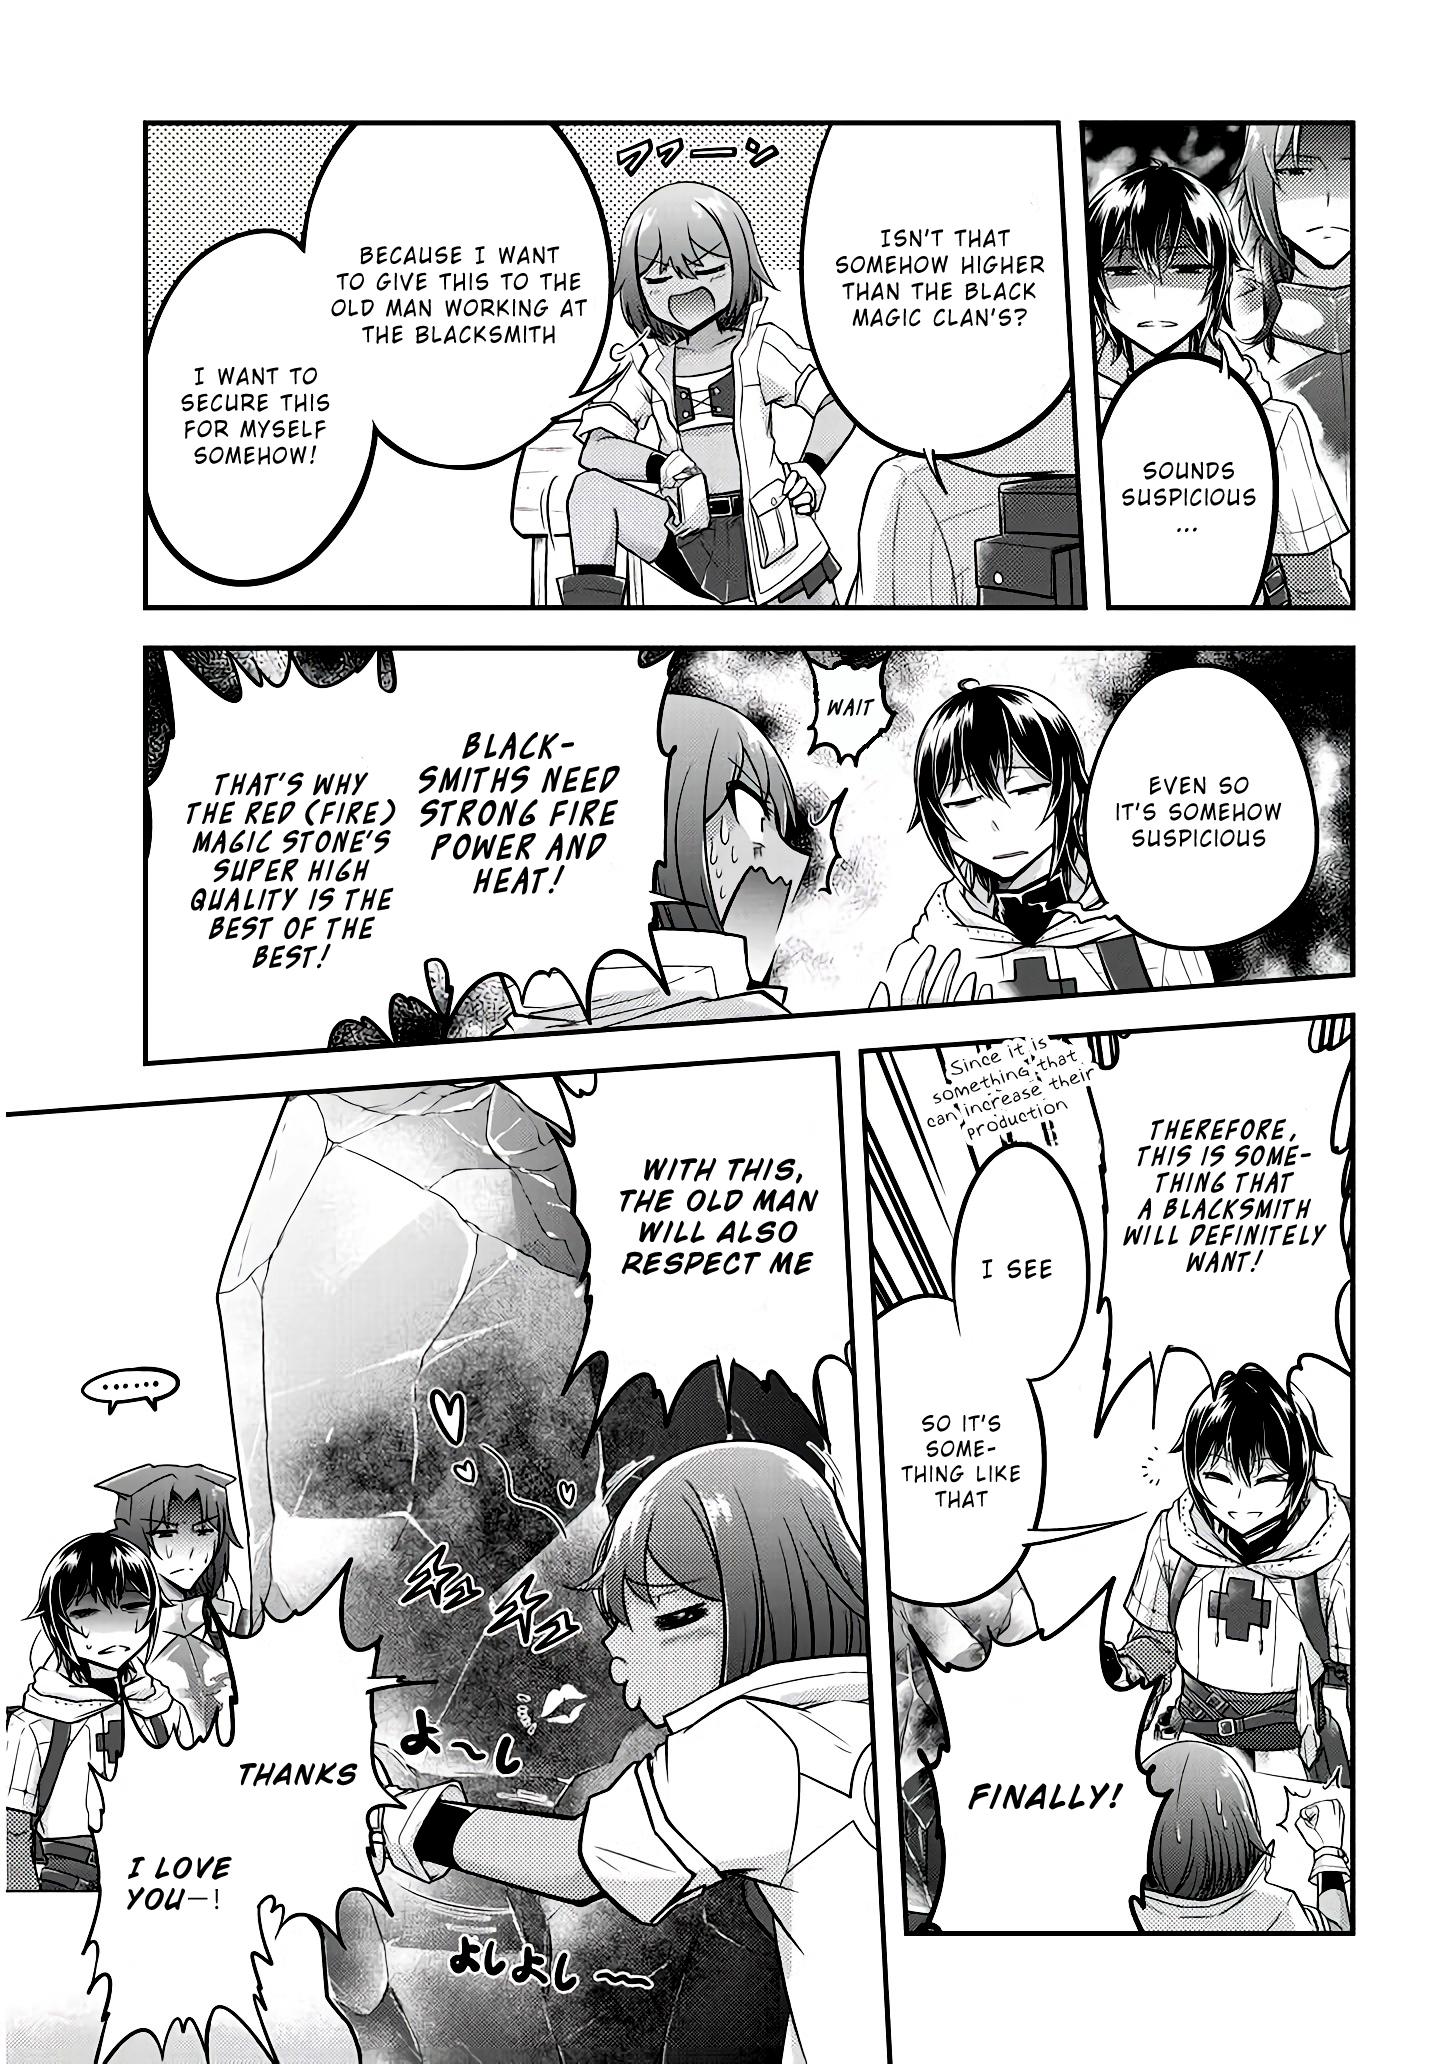 SOUNDS
SUSPICIOUS
...
ISN'T THAT
SOMEHOW HIGHER
THAN THE BLACK
MAGIC CLAN'S?
ファーン
BECAUSE I WANT
TO GIVE THIS TO THE
OLD MAN WORKING AT
THE BLACKSMITH
I WANT TO
SECURE THIS
FOR MYSELF
SOMEHOW!
EVEN SO
IT'S SOMEHOW
SUSPICIOUS
WAIT
BLACK-
SMITHS NEED
STRONG FIRE
POWER AND
HEAT!
THAT'S WHY
THE RED (FIRE)
MAGIC STONE'S
SUPER HIGH
QUALITY IS THE
BEST OF THE
BEST!
THEREFORE,
THIS IS SOME-
THING THAT
A BLACKSMITH
WILL DEFINITELY
WANT!
Since it is
something that
can increase their
production
I SEE
SO IT'S
SOME-
THING LIKE
THAT
FINALLY!
WITH THIS,
THE OLD MAN
WILL ALSO
RESPECT ME
......
チュ
チュ
よ～し
よしよし～
THANKS
I LOVE
YOU—!